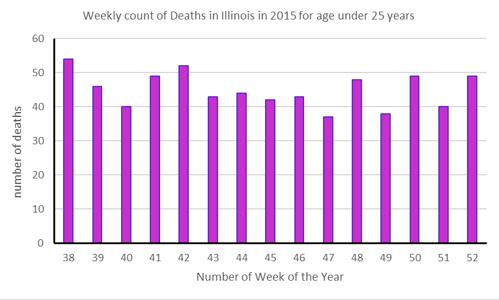 Weekly count of Deaths in Illinois in 2015 for age under 25 years
number of deaths
60
50
40
30
20
10
0
38 39 40 41 42 43 44 45 46 47 48 49 50 51 52
Number of Week of the Year